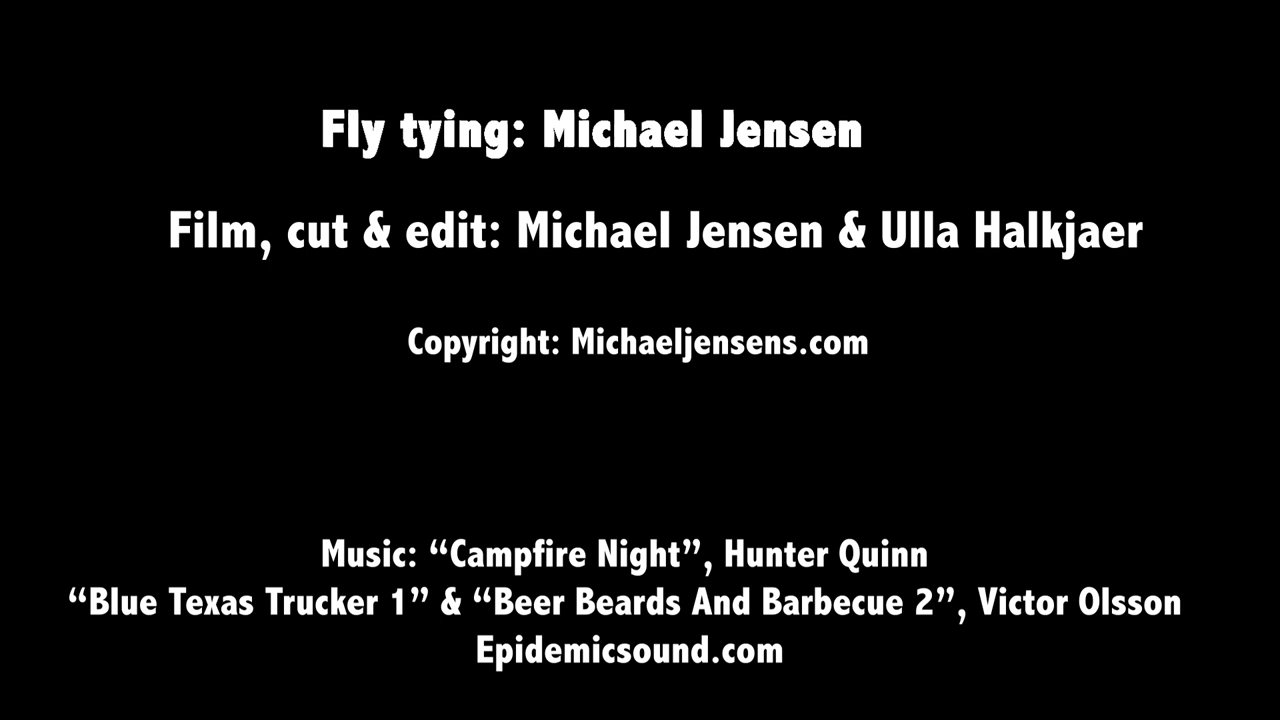 Fly tying: Michael Jensen
Film, cut & edit: Michael Jensen & Ulla Halkjaer
Copyright: Michaeljensens.com
Music: “Campfire Night”, Hunter Quinn
“Blue Texas Trucker 1” & “Beer Beards And Barbecue 2”, Victor Olsson
Epidemicsound.com